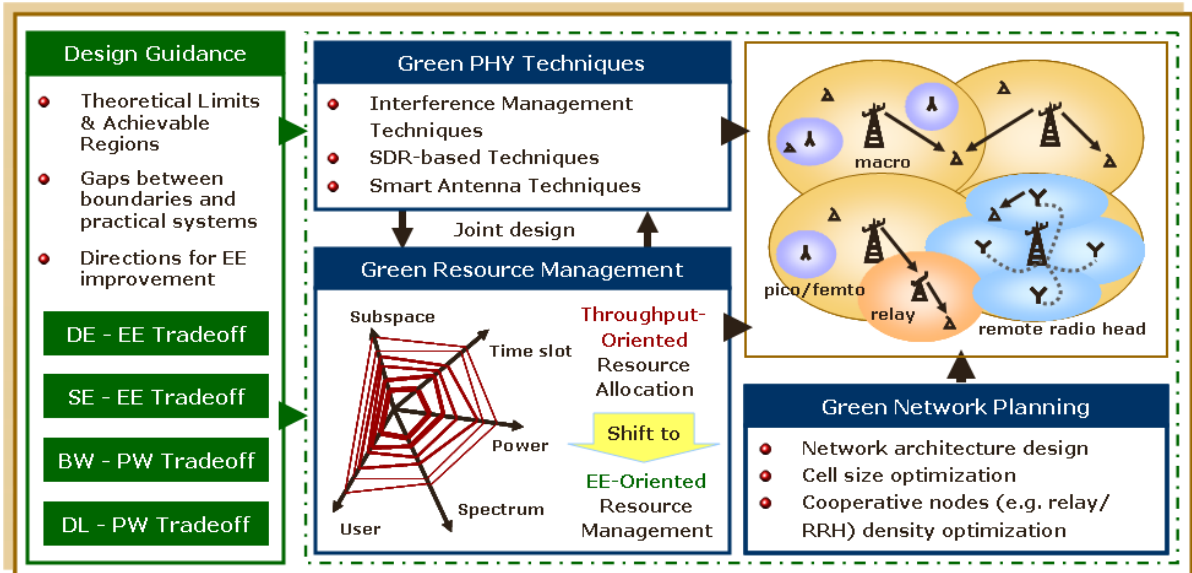 Design Guidance
Theoretical Limits
& Achievable
Regions
Gaps between
boundaries and
practical systems
Directions for EE
improvement
DE - EE Tradeoff
SE - EE Tradeoff
BW - PW Tradeoff
DL - PW Tradeoff
Green PHY Techniques
Interference Management
Techniques
SDR-based Techniques
Smart Antenna Techniques
Joint design
Green Resource Management
Subspace
Time slot
Power
Spectrum
User
Throughput-
Oriented
Resource
Allocation
Shift to
EE-Oriented
Resource
Management
macro
pico/femto
relay
remote radio head
Green Network Planning
Network architecture design
Cell size optimization
Cooperative nodes (e.g. relay/
RRH) density optimization